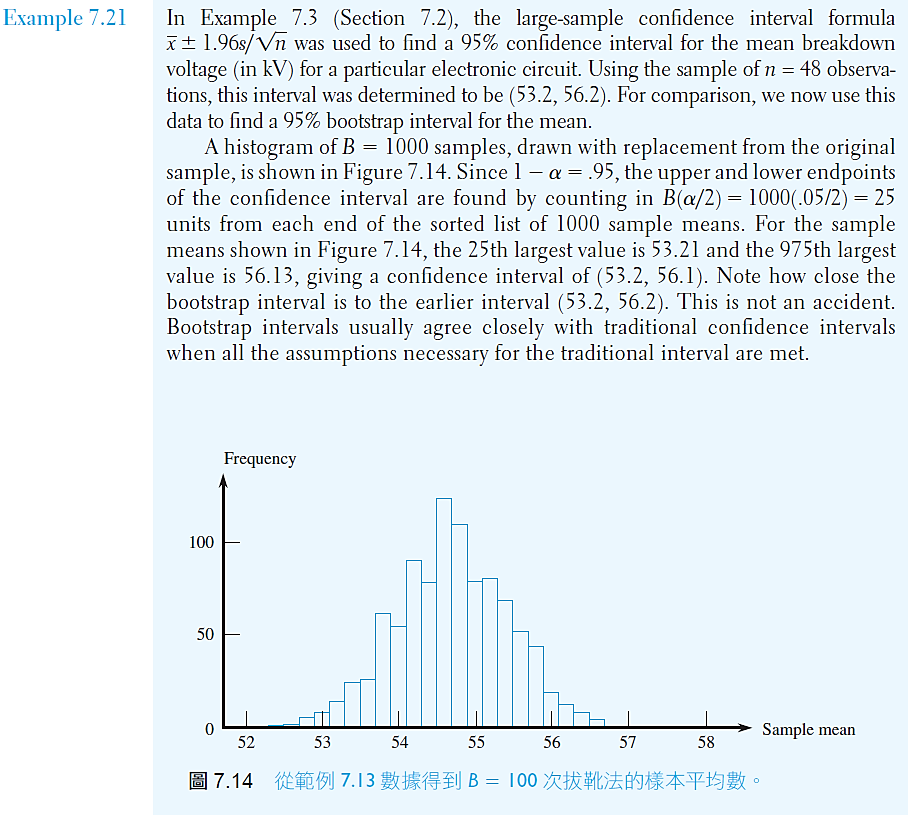 Example 7.21
In Example 7.3 (Section 7.2), the large-sample confidence interval formula
x̄ ± 1.96s/√n was used to find a 95% confidence interval for the mean breakdown
voltage (in kV) for a particular electronic circuit. Using the sample of n = 48 observa-
tions, this interval was determined to be (53.2, 56.2). For comparison, we now use this
data to find a 95% bootstrap interval for the mean.
A histogram of B = 1000 samples, drawn with replacement from the original
sample, is shown in Figure 7.14. Since 1 − α = .95, the upper and lower endpoints
of the confidence interval are found by counting in B(α/2) = 1000(.05/2) = 25
units from each end of the sorted list of 1000 sample means. For the sample
means shown in Figure 7.14, the 25th largest value is 53.21 and the 975th largest
value is 56.13, giving a confidence interval of (53.2, 56.1). Note how close the
bootstrap interval is to the earlier interval (53.2, 56.2). This is not an accident.
Bootstrap intervals usually agree closely with traditional confidence intervals
when all the assumptions necessary for the traditional interval are met.
Frequency
100
50
0
52 53 54 55 56 57 58
Sample mean
圖 7.14 從範例 7.13 數據得到 B = 100 次拔靴法的樣本平均數。